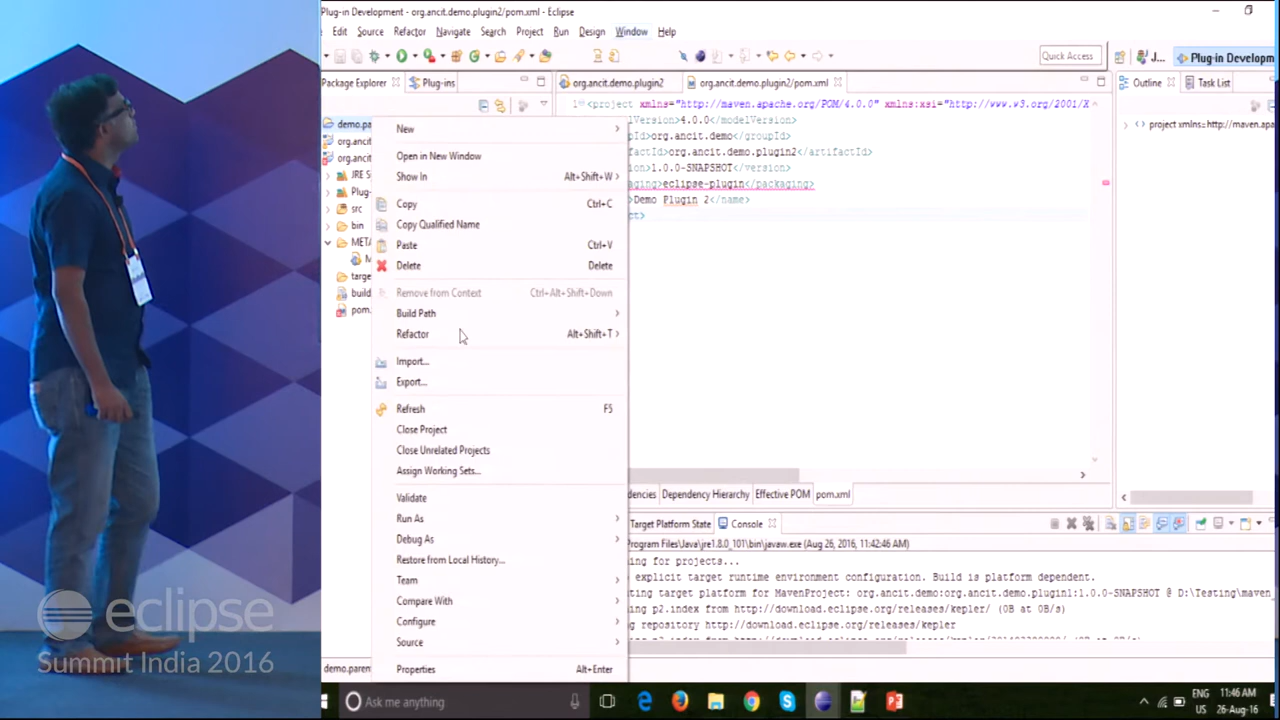 Plug-in Development - org.ancit.demo.plugin2/pom.xml - Eclipse
Edit Source Refactor Navigate Search Project Run Design Window Help
Quick Access
J...
Plug-in Developm
Package Explorer
Plug-ins
org.ancit.demo.plugin2
org.ancit.demo.plugin2/pom.xml
Outline
Task List
1 <project xmlns="http://maven.apache.org/POM/4.0.0" xmlns:xsi="http://www.w3.org/2001/X
lVersion>4.0.0</modelVersion>
pId>org.ancit.demo</groupId>
factId>org.ancit.demo.plugin2</artifactId>
ion>1.0.0-SNAPSHOT</version>
aging>eclipse-plugin</packaging>
>Demo Plugin 2</name>
ct>
project xmlns=http://maven.apache
demo.pa
org.ancit
org.ancit
JRE S
Plug-
src
bin
META
M
targe
build
pom.
New
Open in New Window
Show In Alt+Shift+W
Copy Ctrl+C
Copy Qualified Name
Paste Ctrl+V
Delete Delete
Remove from Context Ctrl+Alt+Shift+Down
Build Path
Refactor Alt+Shift+T
Import...
Export...
Refresh F5
Close Project
Close Unrelated Projects
Assign Working Sets...
Validate
Run As
Debug As
Restore from Local History...
Team
Compare With
Configure
Source
Properties Alt+Enter
dencies Dependency Hierarchy Effective POM pom.xml
Target Platform State
Console
Program Files\Java\jre1.8.0_101\bin\javaw.exe (Aug 26, 2016, 11:42:46 AM)
ing for projects...
explicit target runtime environment configuration. Build is platform dependent.
ting target platform for MavenProject: org.ancit.demo:org.ancit.demo.plugin1:1.0.0-SNAPSHOT @ D:\Testing\maven_
ing p2.index from http://download.eclipse.org/releases/kepler/ (0B at 0B/s)
ng repository http://download.eclipse.org/releases/kepler
demo.parent
Ask me anything
ENG
US
11:46 AM
26-Aug-16
eclipse
Summit India 2016